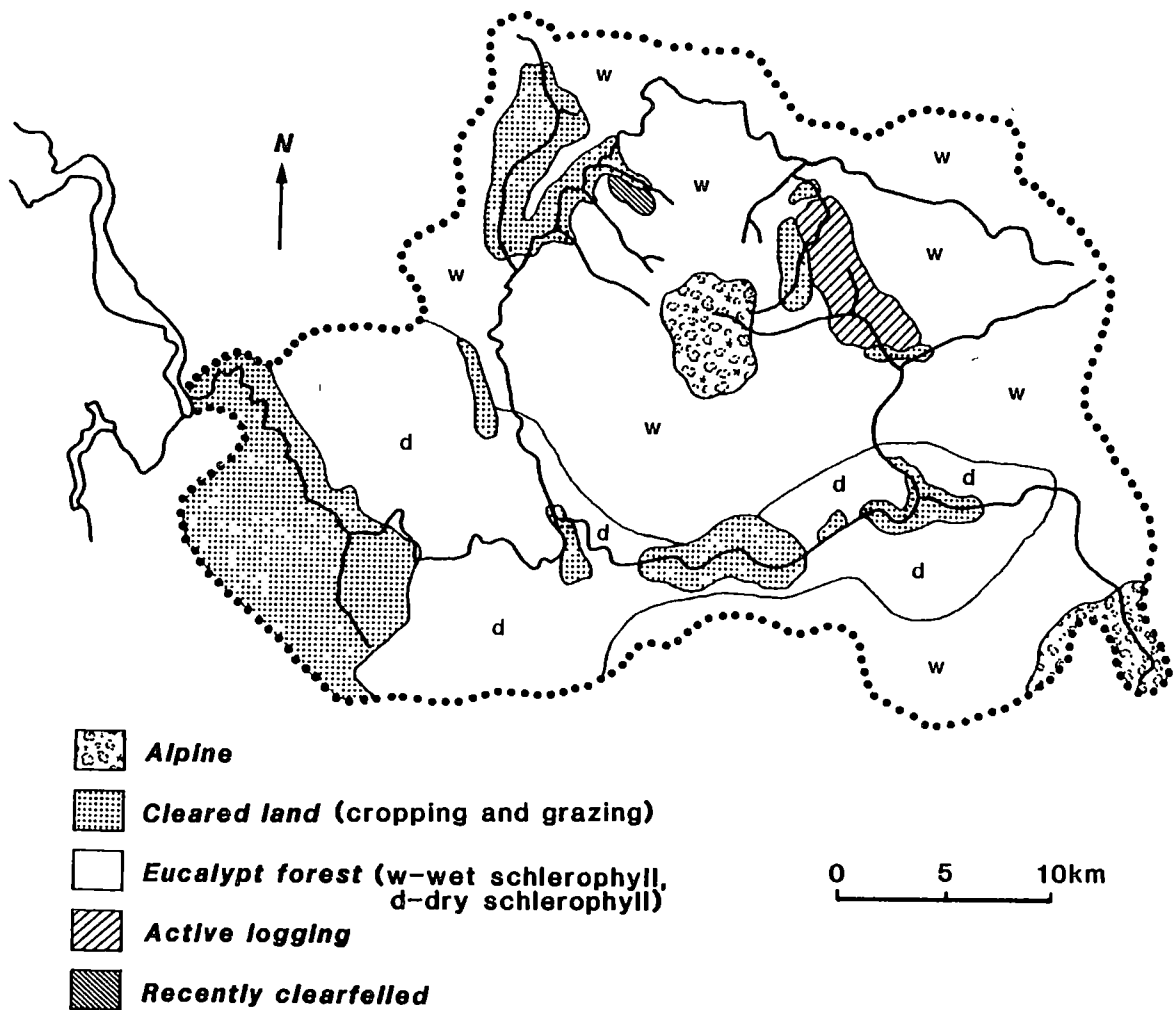 w
w
w
w
w
w
w
w
w
d
d
d
d
d
d
N
Alpine
Cleared land (cropping and grazing)
Eucalypt forest (w-wet schlerophyll,
d-dry schlerophyll)
Active logging
Recently clearfelled
0 5 10km